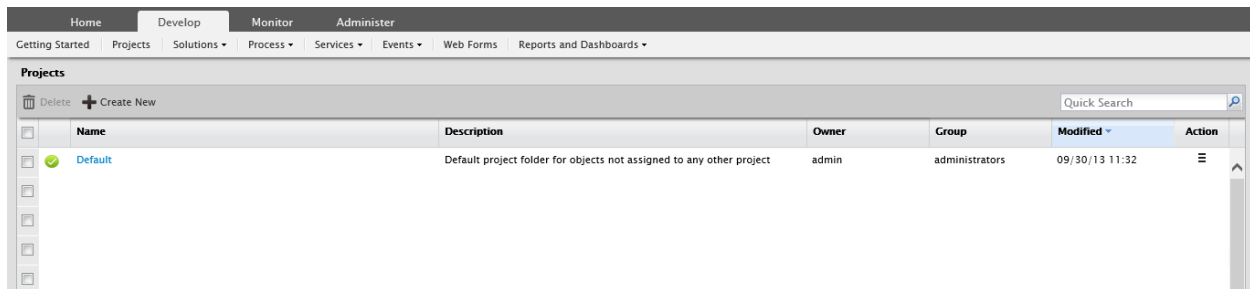 Home Develop Monitor Administer
Getting Started Projects Solutions Process Services Events Web Forms Reports and Dashboards
Projects
Delete Create New Quick Search
Name Description Owner Group Modified Action
Default Default project folder for objects not assigned to any other project admin administrators 09/30/13 11:32